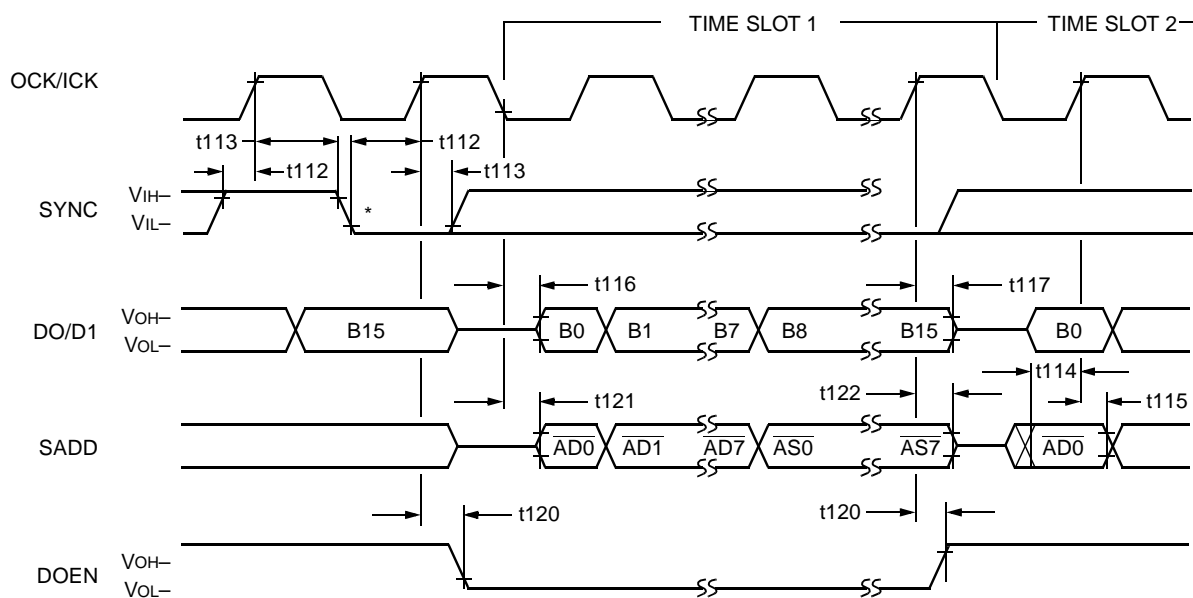 TIME SLOT 1 TIME SLOT 2
OCK/ICK
t113 t112
t112 t113
VIH–
SYNC
VIL– *
t116 t117
VOH–
DO/D1 B15 B0 B1 B7 B8 B15 B0
VOL–
t114
t121 t122 t115
SADD AD0 AD1 AD7 AS0 AS7 AD0
t120 t120
VOH–
DOEN
VOL–